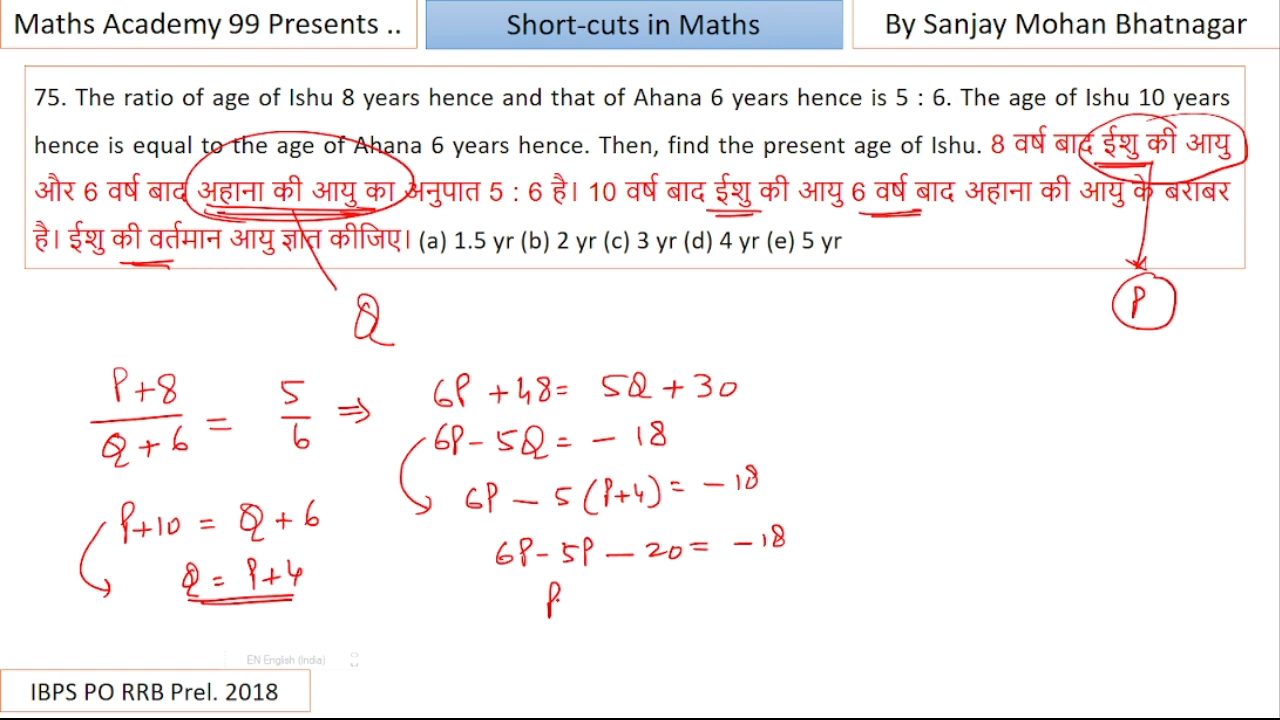 Maths Academy 99 Presents ..
Short-cuts in Maths
By Sanjay Mohan Bhatnagar
75. The ratio of age of Ishu 8 years hence and that of Ahana 6 years hence is 5 : 6. The age of Ishu 10 years
hence is equal to the age of Ahana 6 years hence. Then, find the present age of Ishu. 8 वर्ष बाद ईशु की आयु
और 6 वर्ष बाद अहाना की आयु का अनुपात 5 : 6 है। 10 वर्ष बाद ईशु की आयु 6 वर्ष बाद अहाना की आयु के बराबर
है। ईशु की वर्तमान आयु ज्ञात कीजिए। (a) 1.5 yr (b) 2 yr (c) 3 yr (d) 4 yr (e) 5 yr
P
Q
P+8 / Q+6 = 5/6 ⇒ 6P + 48 = 5Q + 30
6P - 5Q = - 18
6P - 5 (P+4) = - 18
P+10 = Q + 6
6P - 5P - 20 = - 18
Q = P+4
P
EN English (India)
IBPS PO RRB Prel. 2018